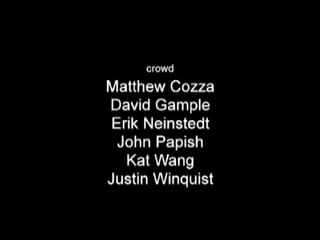 crowd
Matthew Cozza
David Gample
Erik Neinstedt
John Papish
Kat Wang
Justin Winquist